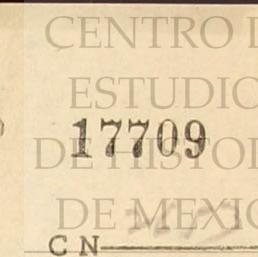 CENTRO
ESTUDIO
17709
DE HISTO
DE MEXIC
CN